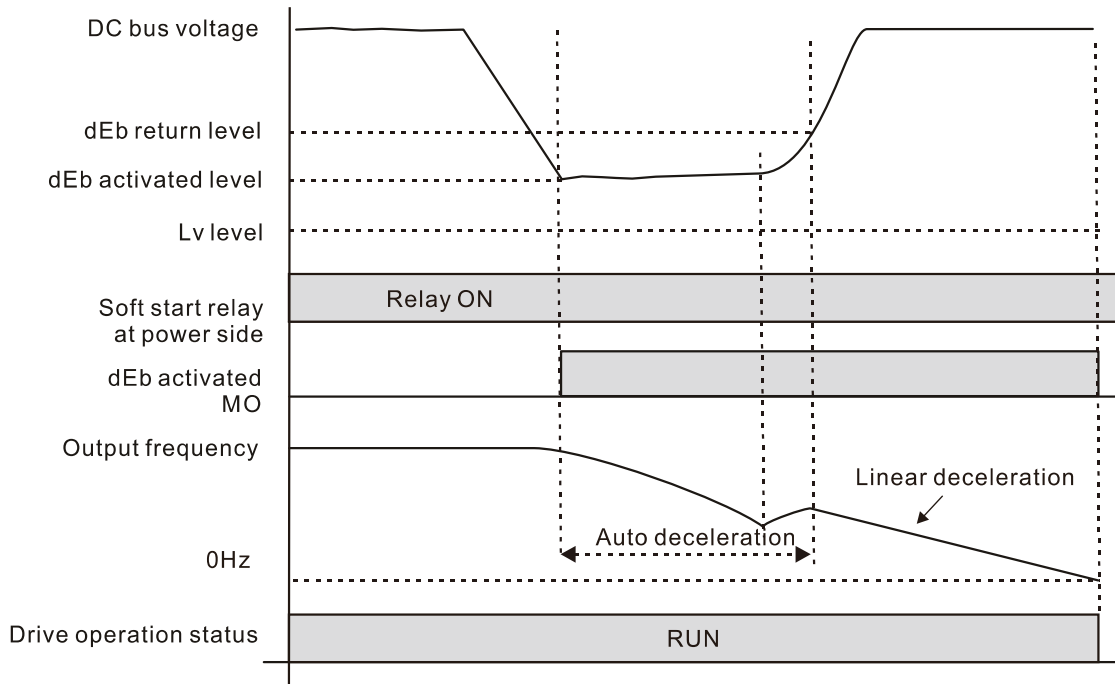 DC bus voltage
dEb return level
dEb activated level
Lv level
Relay ON
Soft start relay
at power side
dEb activated
MO
Output frequency
Linear deceleration
Auto deceleration
0Hz
Drive operation status
RUN